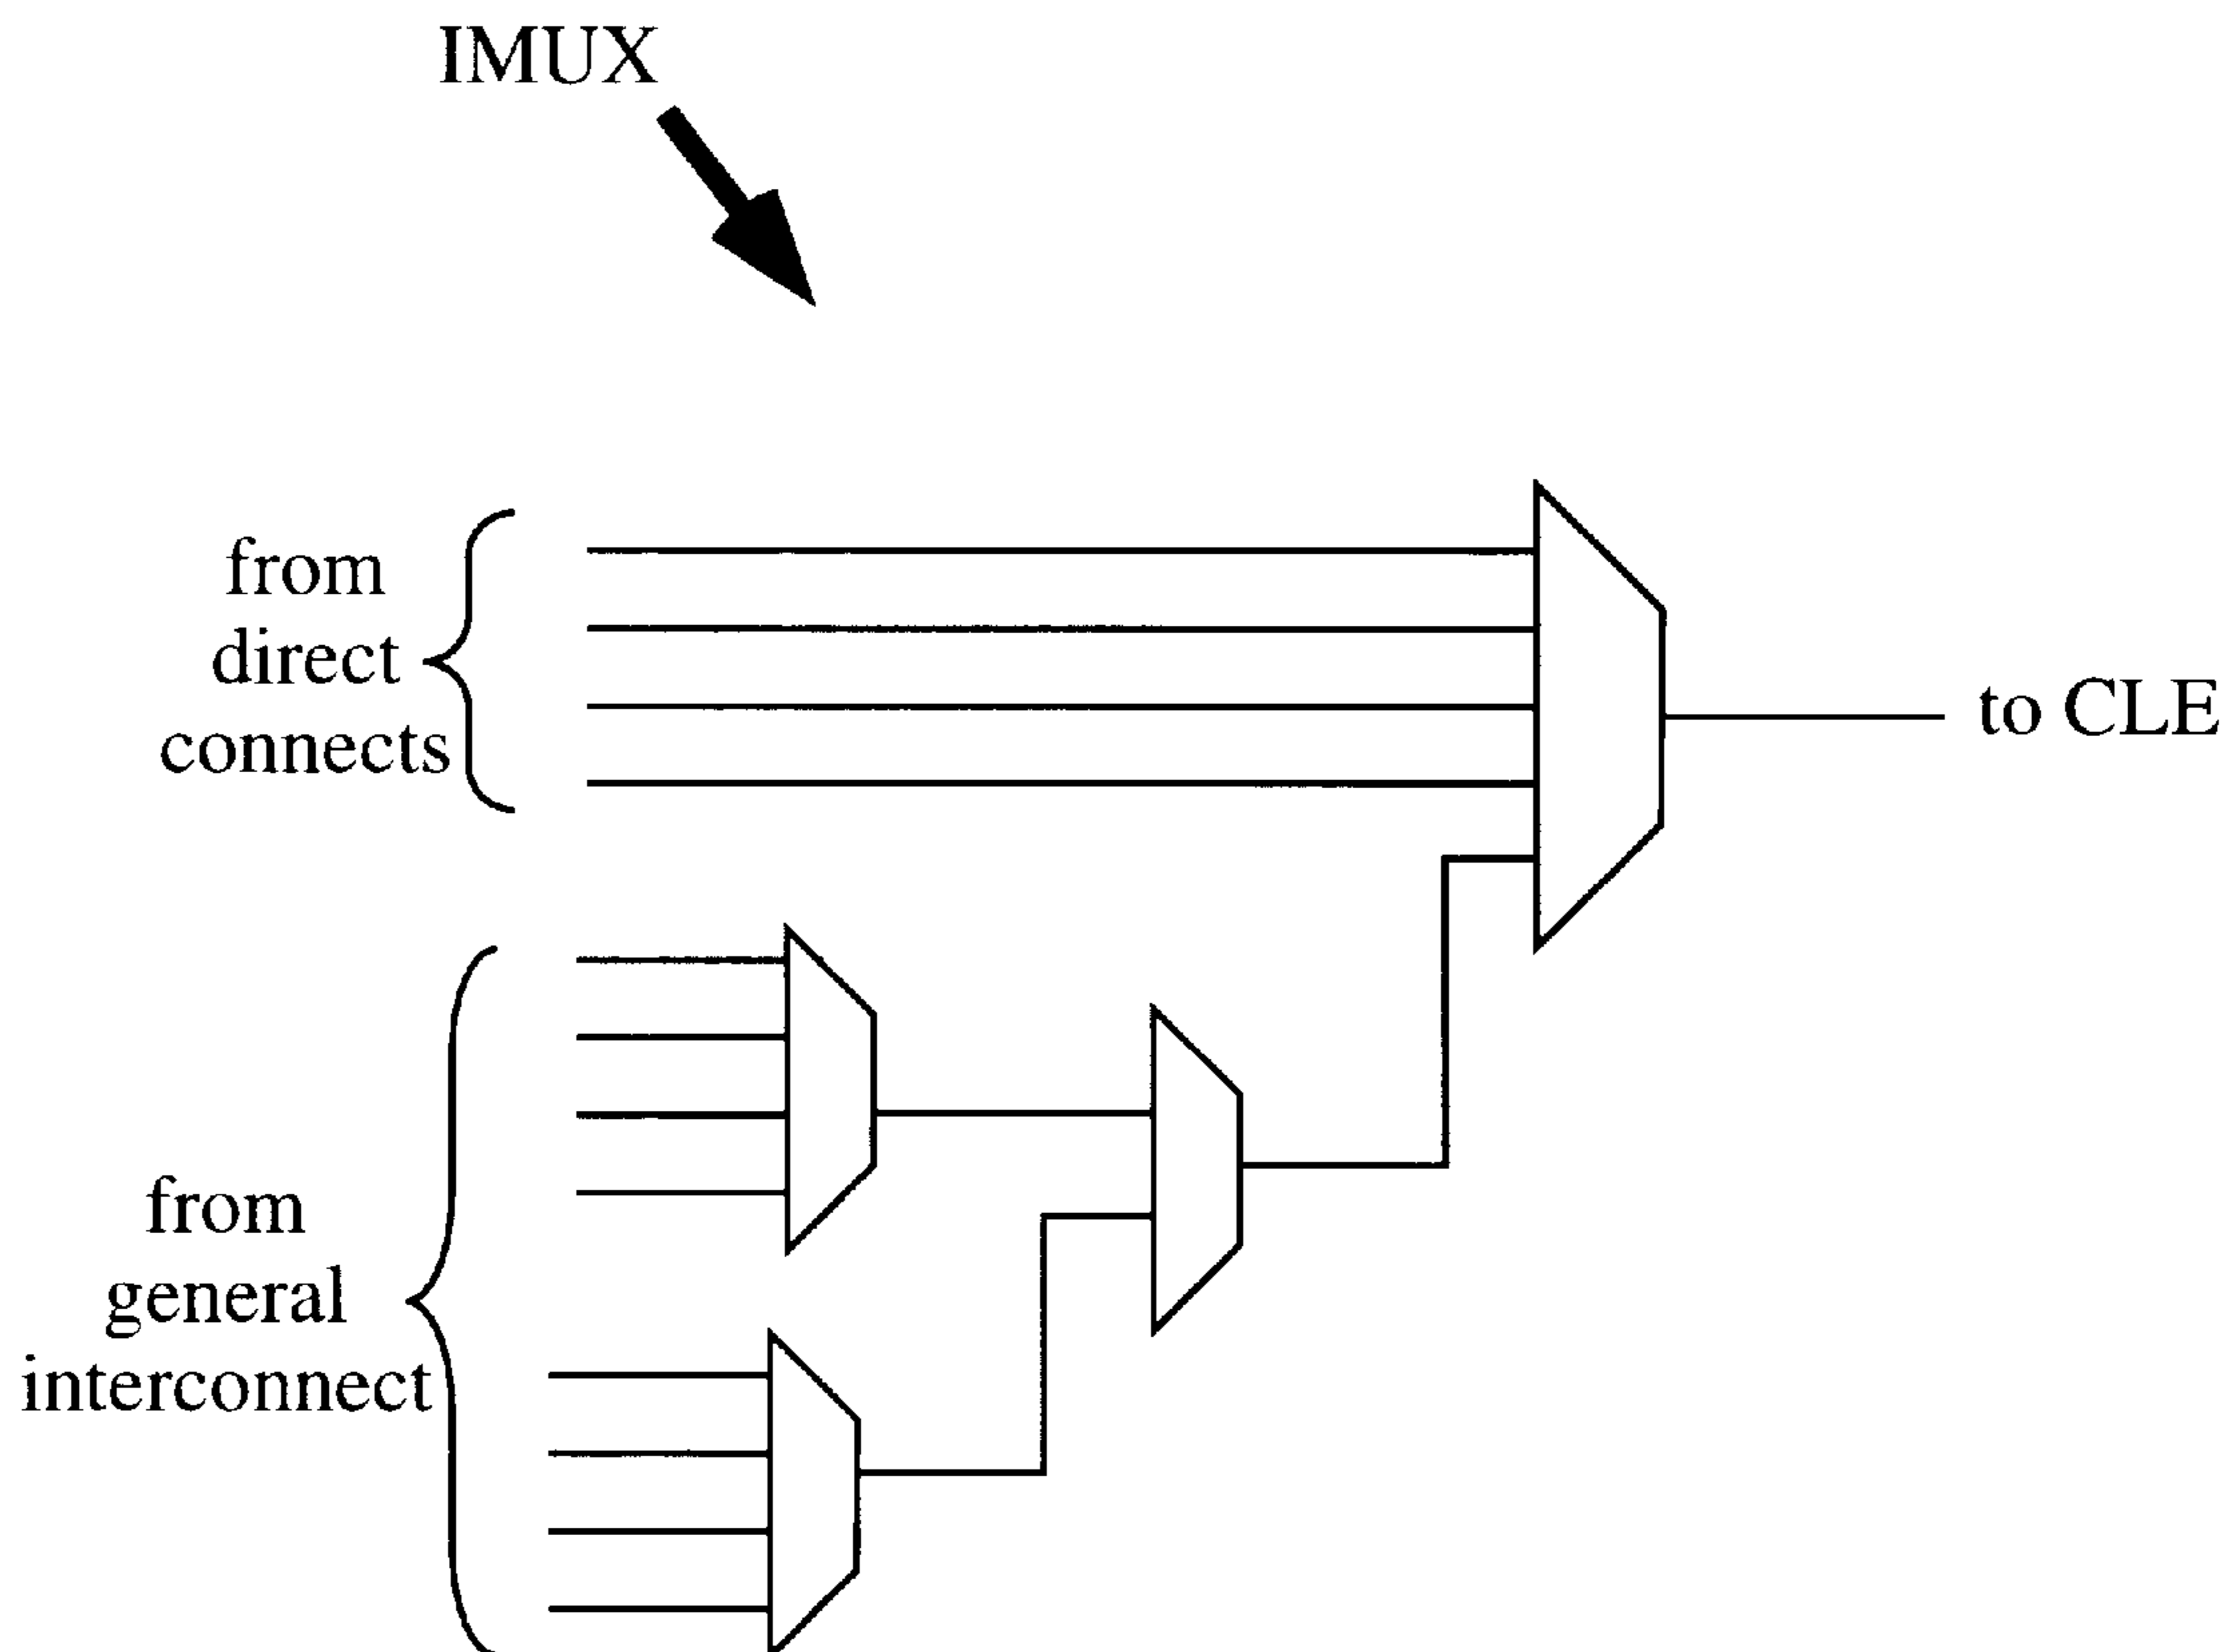 IMUX
from
direct
connects
to CLE
from
general
interconnect